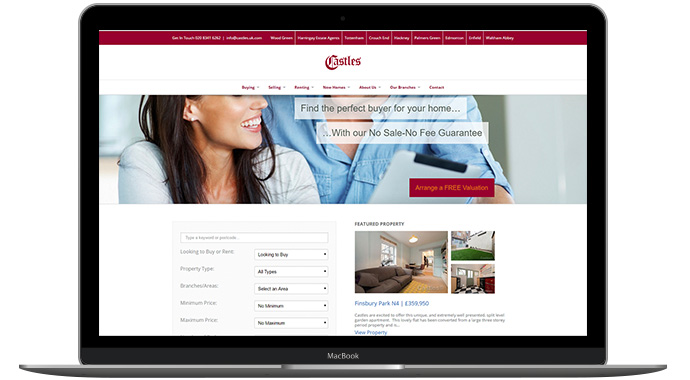 Get In Touch 020 8341 6262 | info@castles.uk.com Wood Green Harringay Estate Agents Tottenham Crouch End Hackney Palmers Green Edmonton Enfield Waltham Abbey
Castles
Buying Selling Renting New Homes About Us Our Branches Contact
Find the perfect buyer for your home...
...With our No Sale-No Fee Guarantee
Arrange a FREE Valuation
Type a keyword or postcode...
Looking to Buy or Rent: Looking to Buy
Property Type: All Types
Branches/Areas: Select an Area
Minimum Price: No Minimum
Maximum Price: No Maximum
FEATURED PROPERTY
Finsbury Park N4 | £359,950
Castles are excited to offer this unique, and extremely well presented, split level
garden apartment. This lovely flat has been converted from a large three storey
period property and is...
View Property
MacBook